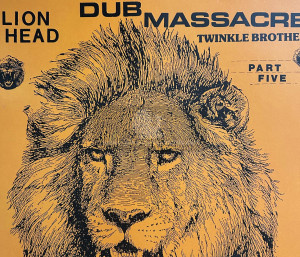 LION
HEAD
DUB MASSACRE
TWINKLE BROTHE
PART
FIVE